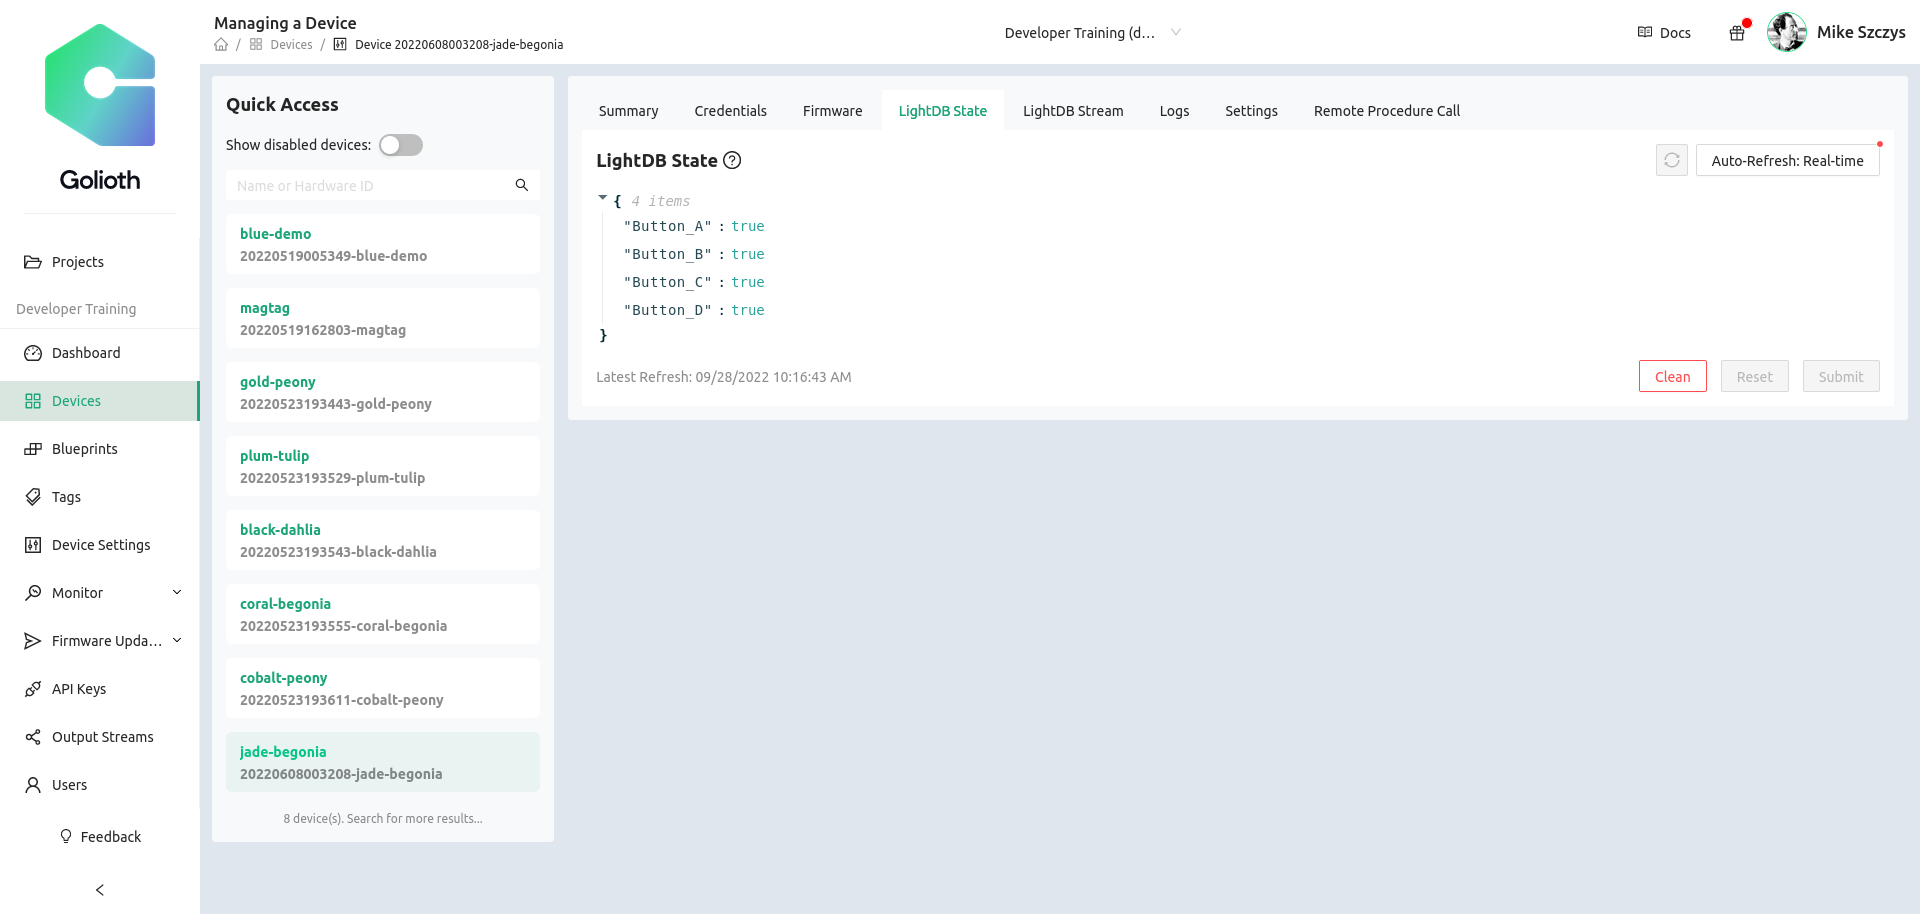 Golioth
Projects
Developer Training
Dashboard
Devices
Blueprints
Tags
Device Settings
Monitor
Firmware Upda...
API Keys
Output Streams
Users
Feedback
Managing a Device
/ Devices / Device 20220608003208-jade-begonia
Developer Training (d...
Docs
Mike Szczys
Quick Access
Show disabled devices:
Name or Hardware ID
blue-demo
20220519005349-blue-demo
magtag
20220519162803-magtag
gold-peony
20220523193443-gold-peony
plum-tulip
20220523193529-plum-tulip
black-dahlia
20220523193543-black-dahlia
coral-begonia
20220523193555-coral-begonia
cobalt-peony
20220523193611-cobalt-peony
jade-begonia
20220608003208-jade-begonia
8 device(s). Search for more results...
Summary Credentials Firmware LightDB State LightDB Stream Logs Settings Remote Procedure Call
LightDB State ?
Auto-Refresh: Real-time
{ 4 items
"Button_A" : true
"Button_B" : true
"Button_C" : true
"Button_D" : true
}
Latest Refresh: 09/28/2022 10:16:43 AM
Clean Reset Submit